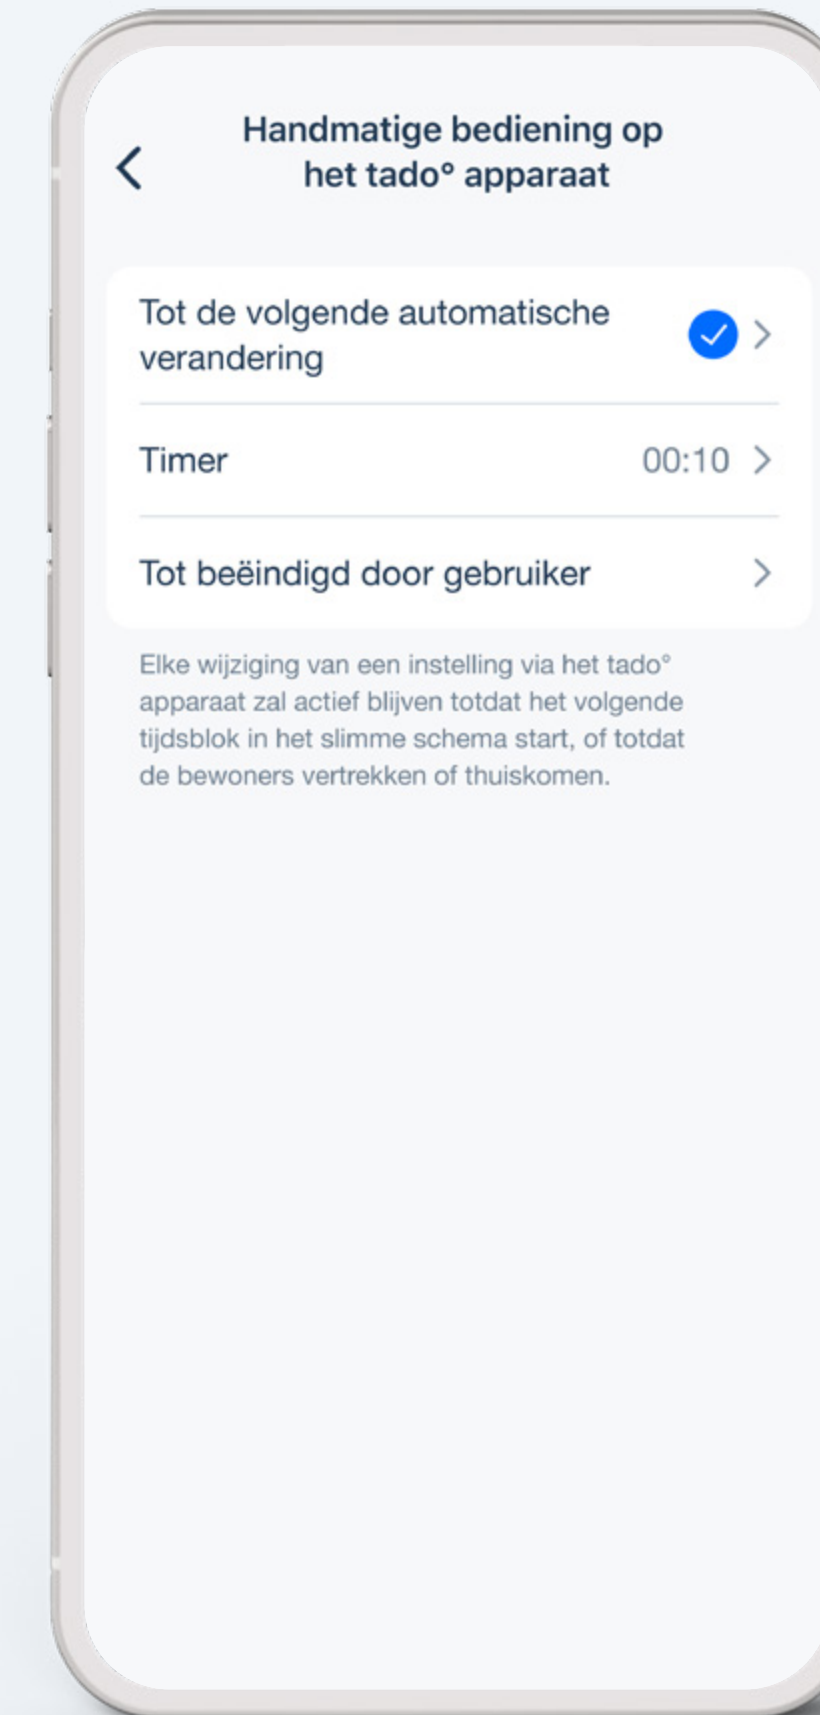 Handmatige bediening op
het tado° apparaat
Tot de volgende automatische
verandering
Timer 00:10
Tot beëindigd door gebruiker
Elke wijziging van een instelling via het tado°
apparaat zal actief blijven totdat het volgende
tijdsblok in het slimme schema start, of totdat
de bewoners vertrekken of thuiskomen.